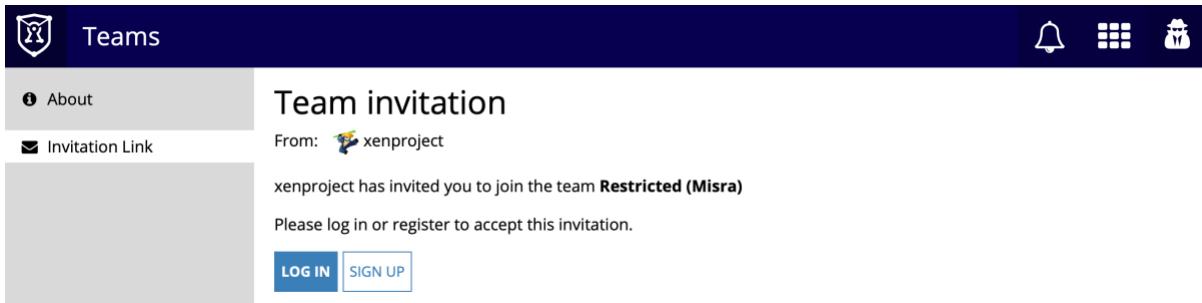 Teams
About
Invitation Link
Team invitation
From: xenproject
xenproject has invited you to join the team Restricted (Misra)
Please log in or register to accept this invitation.
LOG IN
SIGN UP